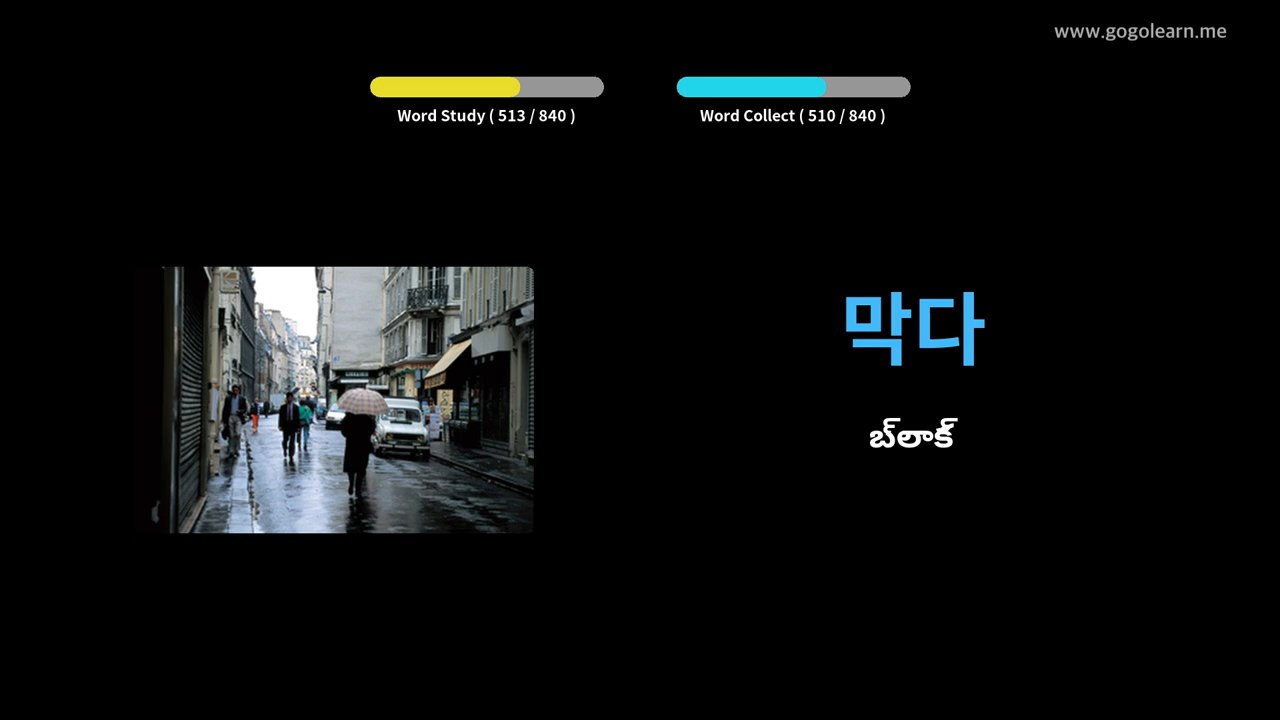 www.gogolearn.me
Word Study ( 513 / 840 )
Word Collect ( 510 / 840 )
막다
బ్‌లాక్